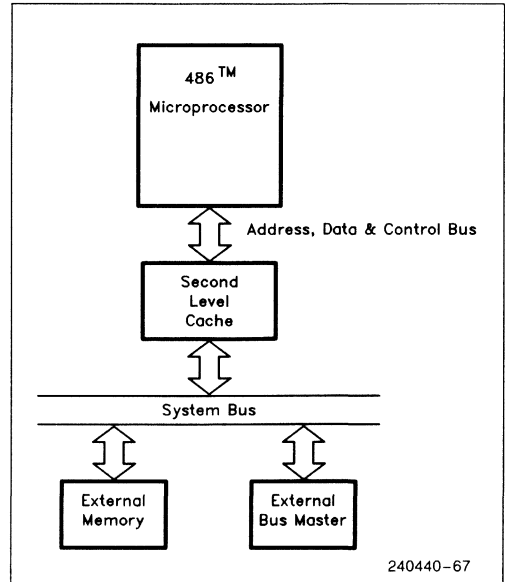 486™
Microprocessor
Address, Data & Control Bus
Second
Level
Cache
System Bus
External
Memory
External
Bus Master
240440-67